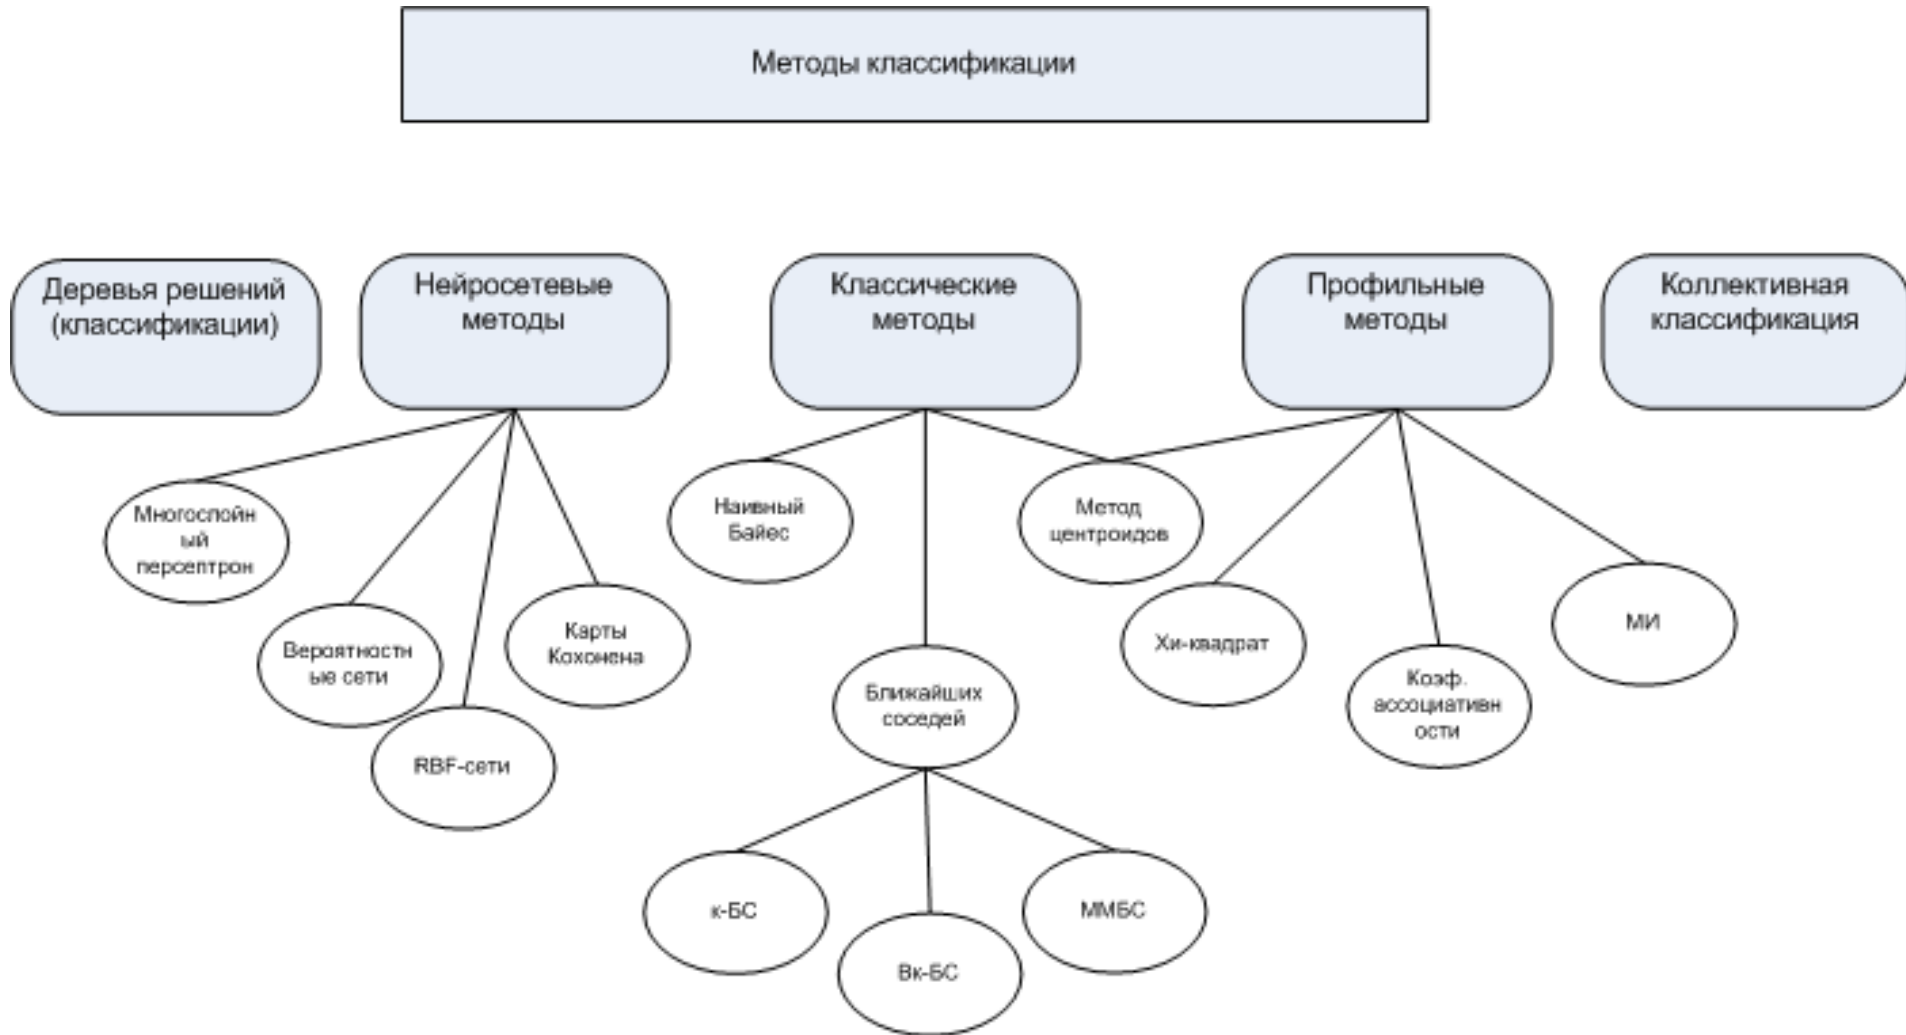 Методы классификации
Деревья решений
(классификации)
Нейросетевые
методы
Классические
методы
Профильные
методы
Коллективная
классификация
Многослойн
ый
персептрон
Вероятностн
ые сети
RBF-сети
Карты
Кохонена
Наивный
Байес
Метод
центроидов
Ближайших
соседей
к-БС
Вк-БС
ММБС
Хи-квадрат
Коэф.
ассоциативн
ости
МИ